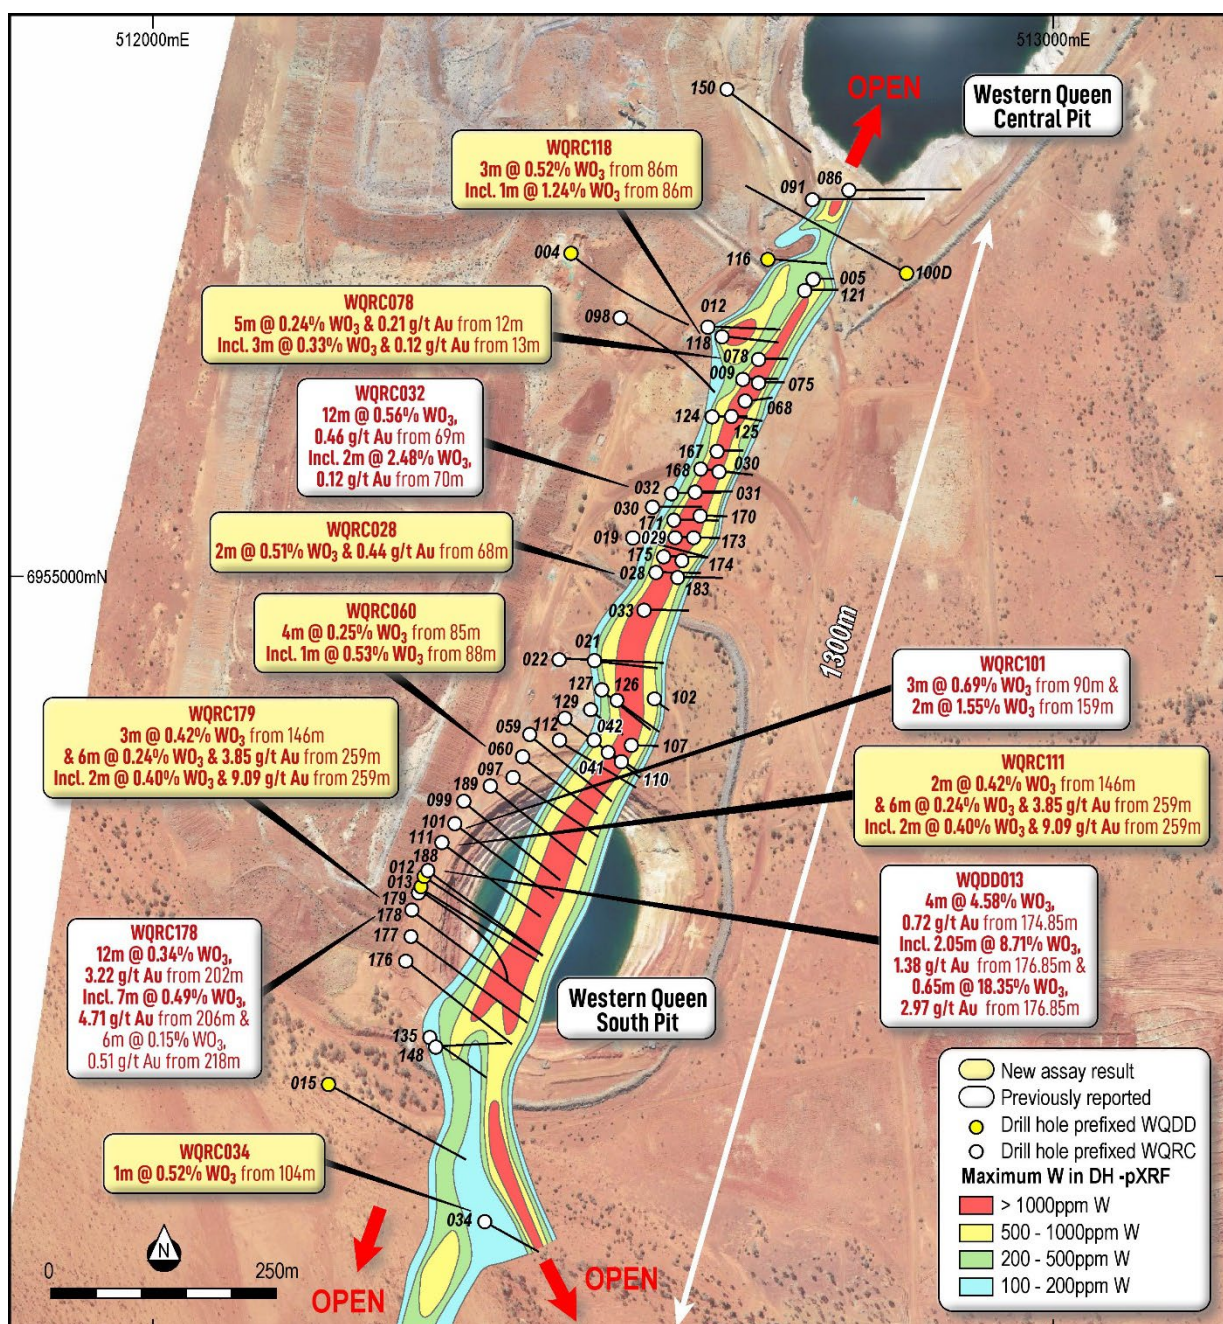 512000mE
513000mE
150
OPEN
Western Queen
Central Pit
WQRC118
3m @ 0.52% WO₃ from 86m
Incl. 1m @ 1.24% WO₃ from 86m
086
091
004
116
100D
005
121
WQRC078
5m @ 0.24% WO₃ & 0.21 g/t Au from 12m
Incl. 3m @ 0.33% WO₃ & 0.12 g/t Au from 13m
098
012
118
078
009
075
068
WQRC032
12m @ 0.56% WO₃,
0.46 g/t Au from 69m
Incl. 2m @ 2.48% WO₃,
0.12 g/t Au from 70m
124
125
167
168
030
032
031
030
171
170
WQRC028
2m @ 0.51% WO₃ & 0.44 g/t Au from 68m
019
029
173
175
174
028
183
6955000mN
033
WQRC060
4m @ 0.25% WO₃ from 85m
Incl. 1m @ 0.53% WO₃ from 88m
021
022
1300m
WQRC101
3m @ 0.69% WO₃ from 90m &
2m @ 1.55% WO₃ from 159m
127
126
102
129
112
042
059
107
060
041
110
WQRC179
3m @ 0.42% WO₃ from 146m
& 6m @ 0.24% WO₃ & 3.85 g/t Au from 259m
Incl. 2m @ 0.40% WO₃ & 9.09 g/t Au from 259m
WQRC111
2m @ 0.42% WO₃ from 146m
& 6m @ 0.24% WO₃ & 3.85 g/t Au from 259m
Incl. 2m @ 0.40% WO₃ & 9.09 g/t Au from 259m
097
189
099
101
111
188
012
013
179
178
177
176
WQDD013
4m @ 4.58% WO₃,
0.72 g/t Au from 174.85m
Incl. 2.05m @ 8.71% WO₃,
1.38 g/t Au from 176.85m &
0.65m @ 18.35% WO₃,
2.97 g/t Au from 176.85m
WQRC178
12m @ 0.34% WO₃,
3.22 g/t Au from 202m
Incl. 7m @ 0.49% WO₃,
4.71 g/t Au from 206m &
6m @ 0.15% WO₃,
0.51 g/t Au from 218m
Western Queen
South Pit
135
148
015
WQRC034
1m @ 0.52% WO₃ from 104m
034
N
0
250m
OPEN
OPEN
New assay result
Previously reported
Drill hole prefixed WQDD
Drill hole prefixed WQRC
Maximum W in DH -pXRF
> 1000ppm W
500 - 1000ppm W
200 - 500ppm W
100 - 200ppm W